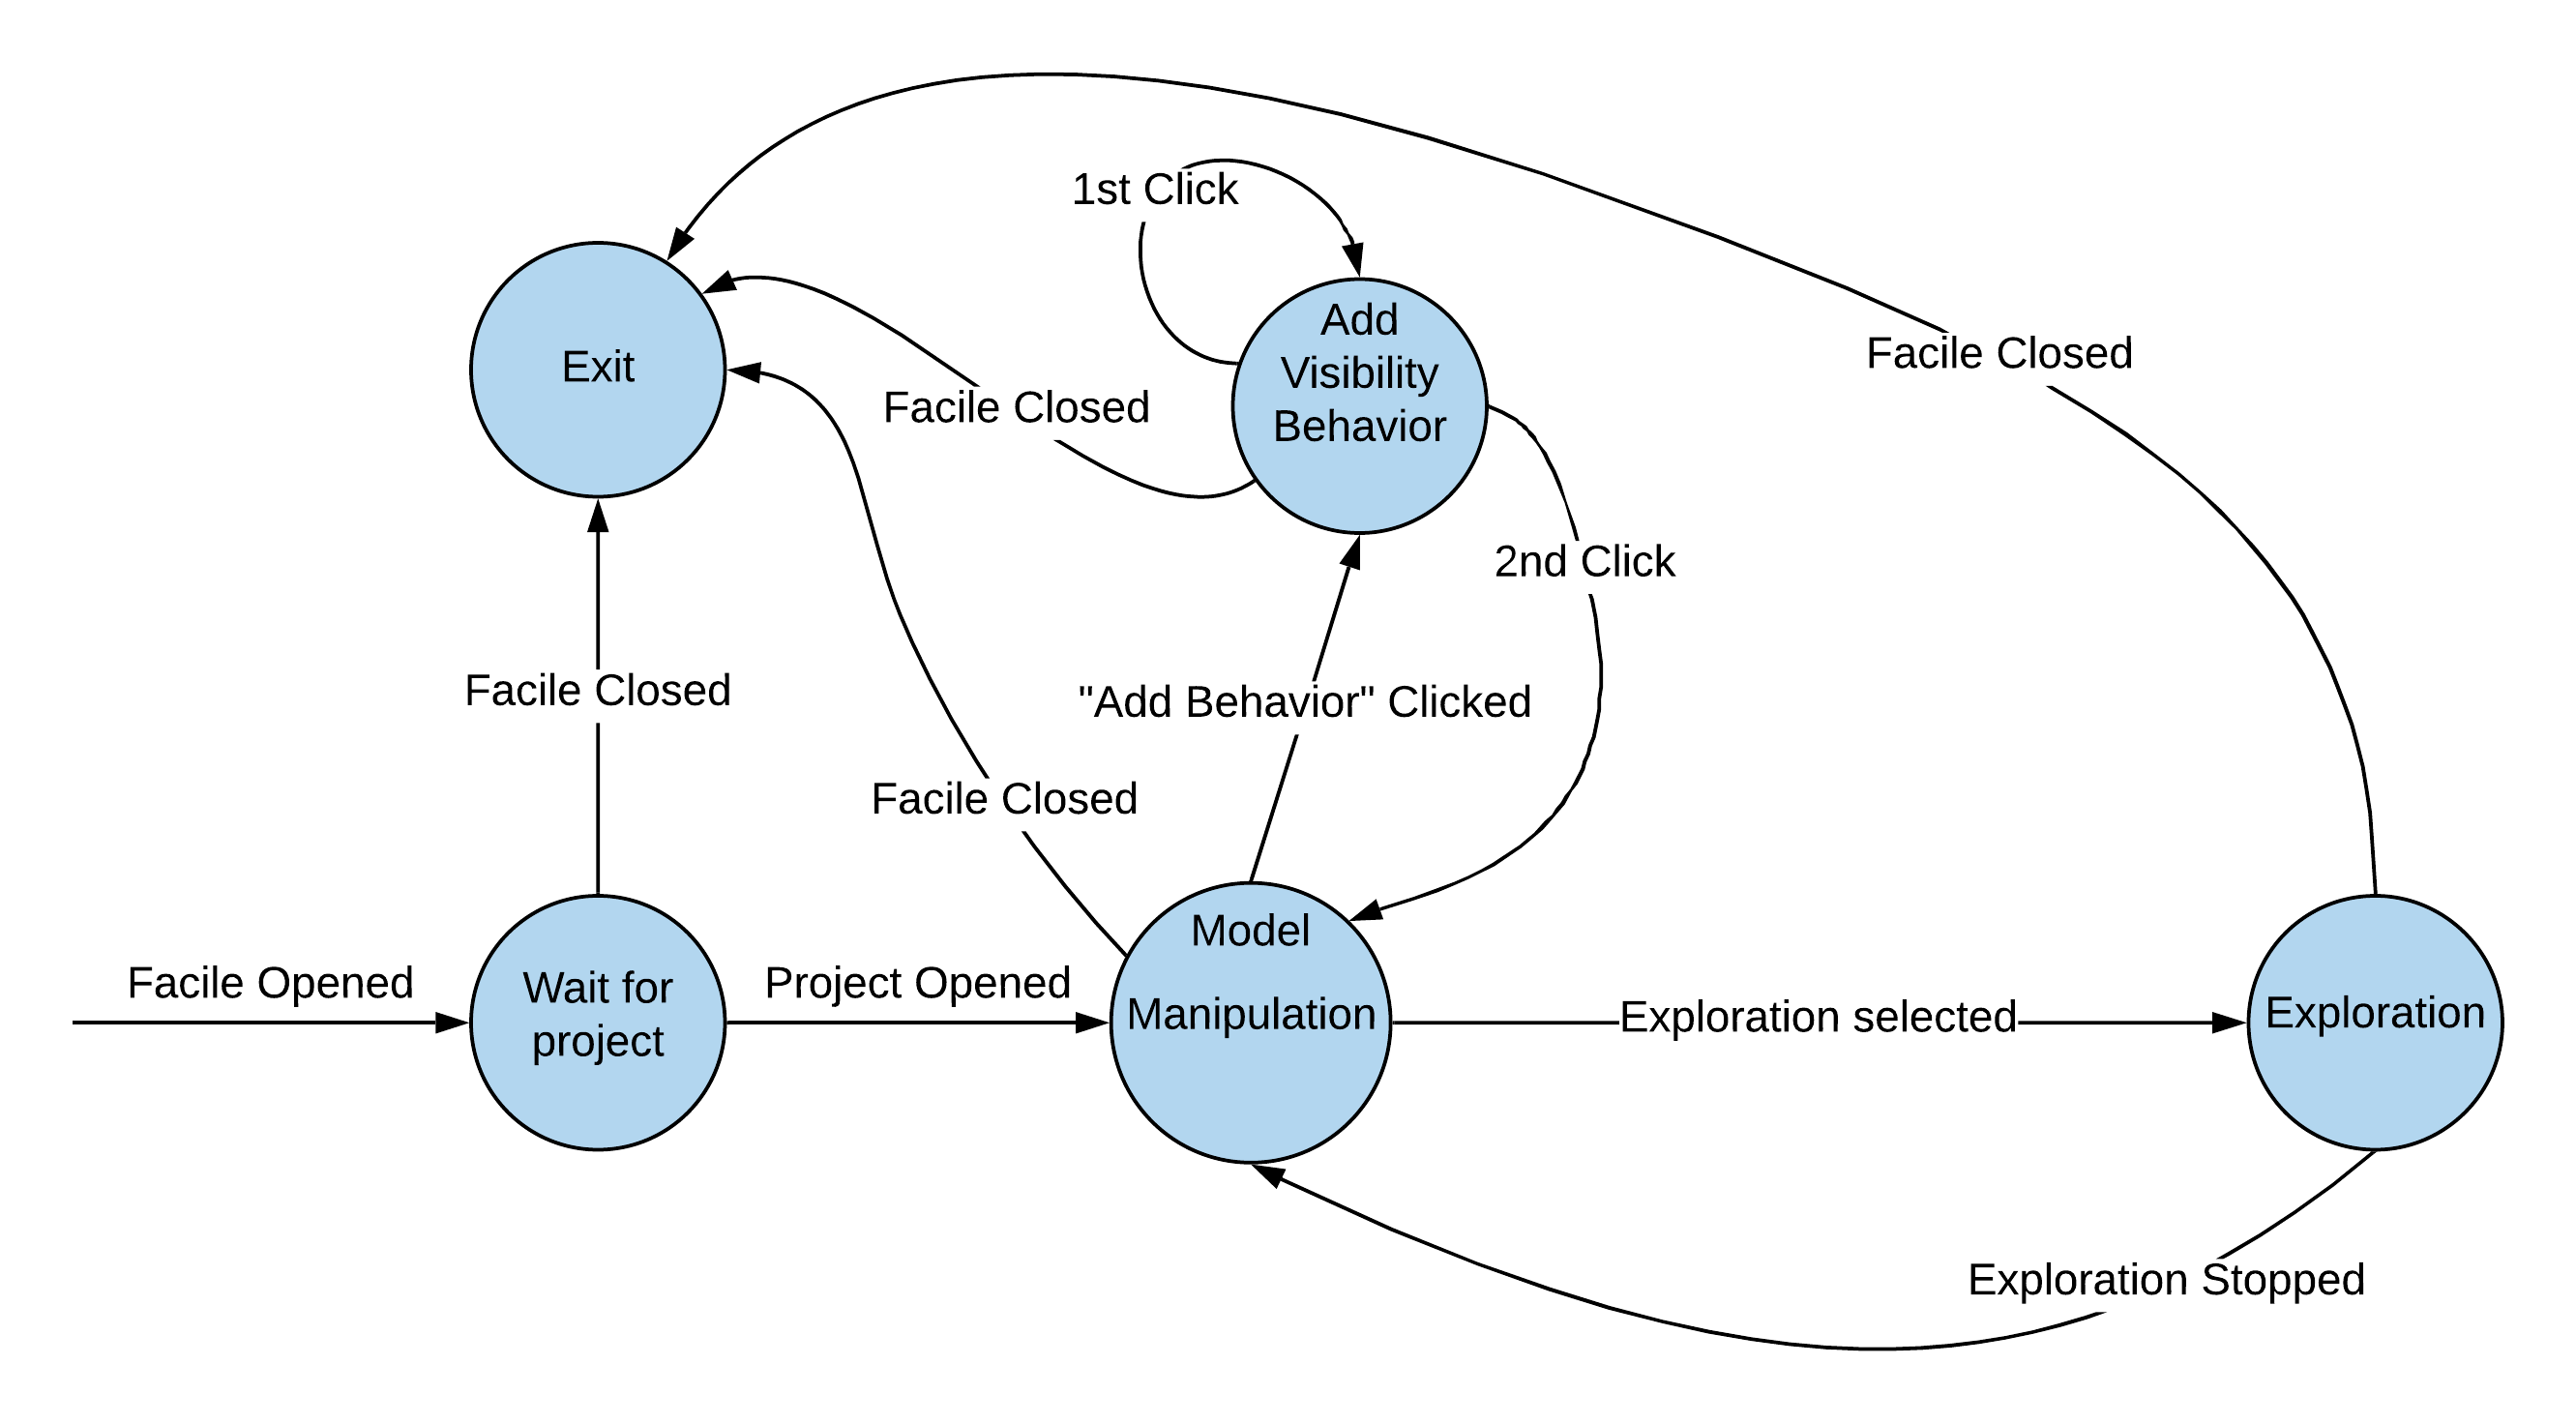 1st Click
Add
Visibility
Behavior
Exit
Facile Closed
Facile Closed
2nd Click
Facile Closed
"Add Behavior" Clicked
Facile Closed
Model
Manipulation
Facile Opened
Wait for
project
Project Opened
Exploration selected
Exploration
Exploration Stopped